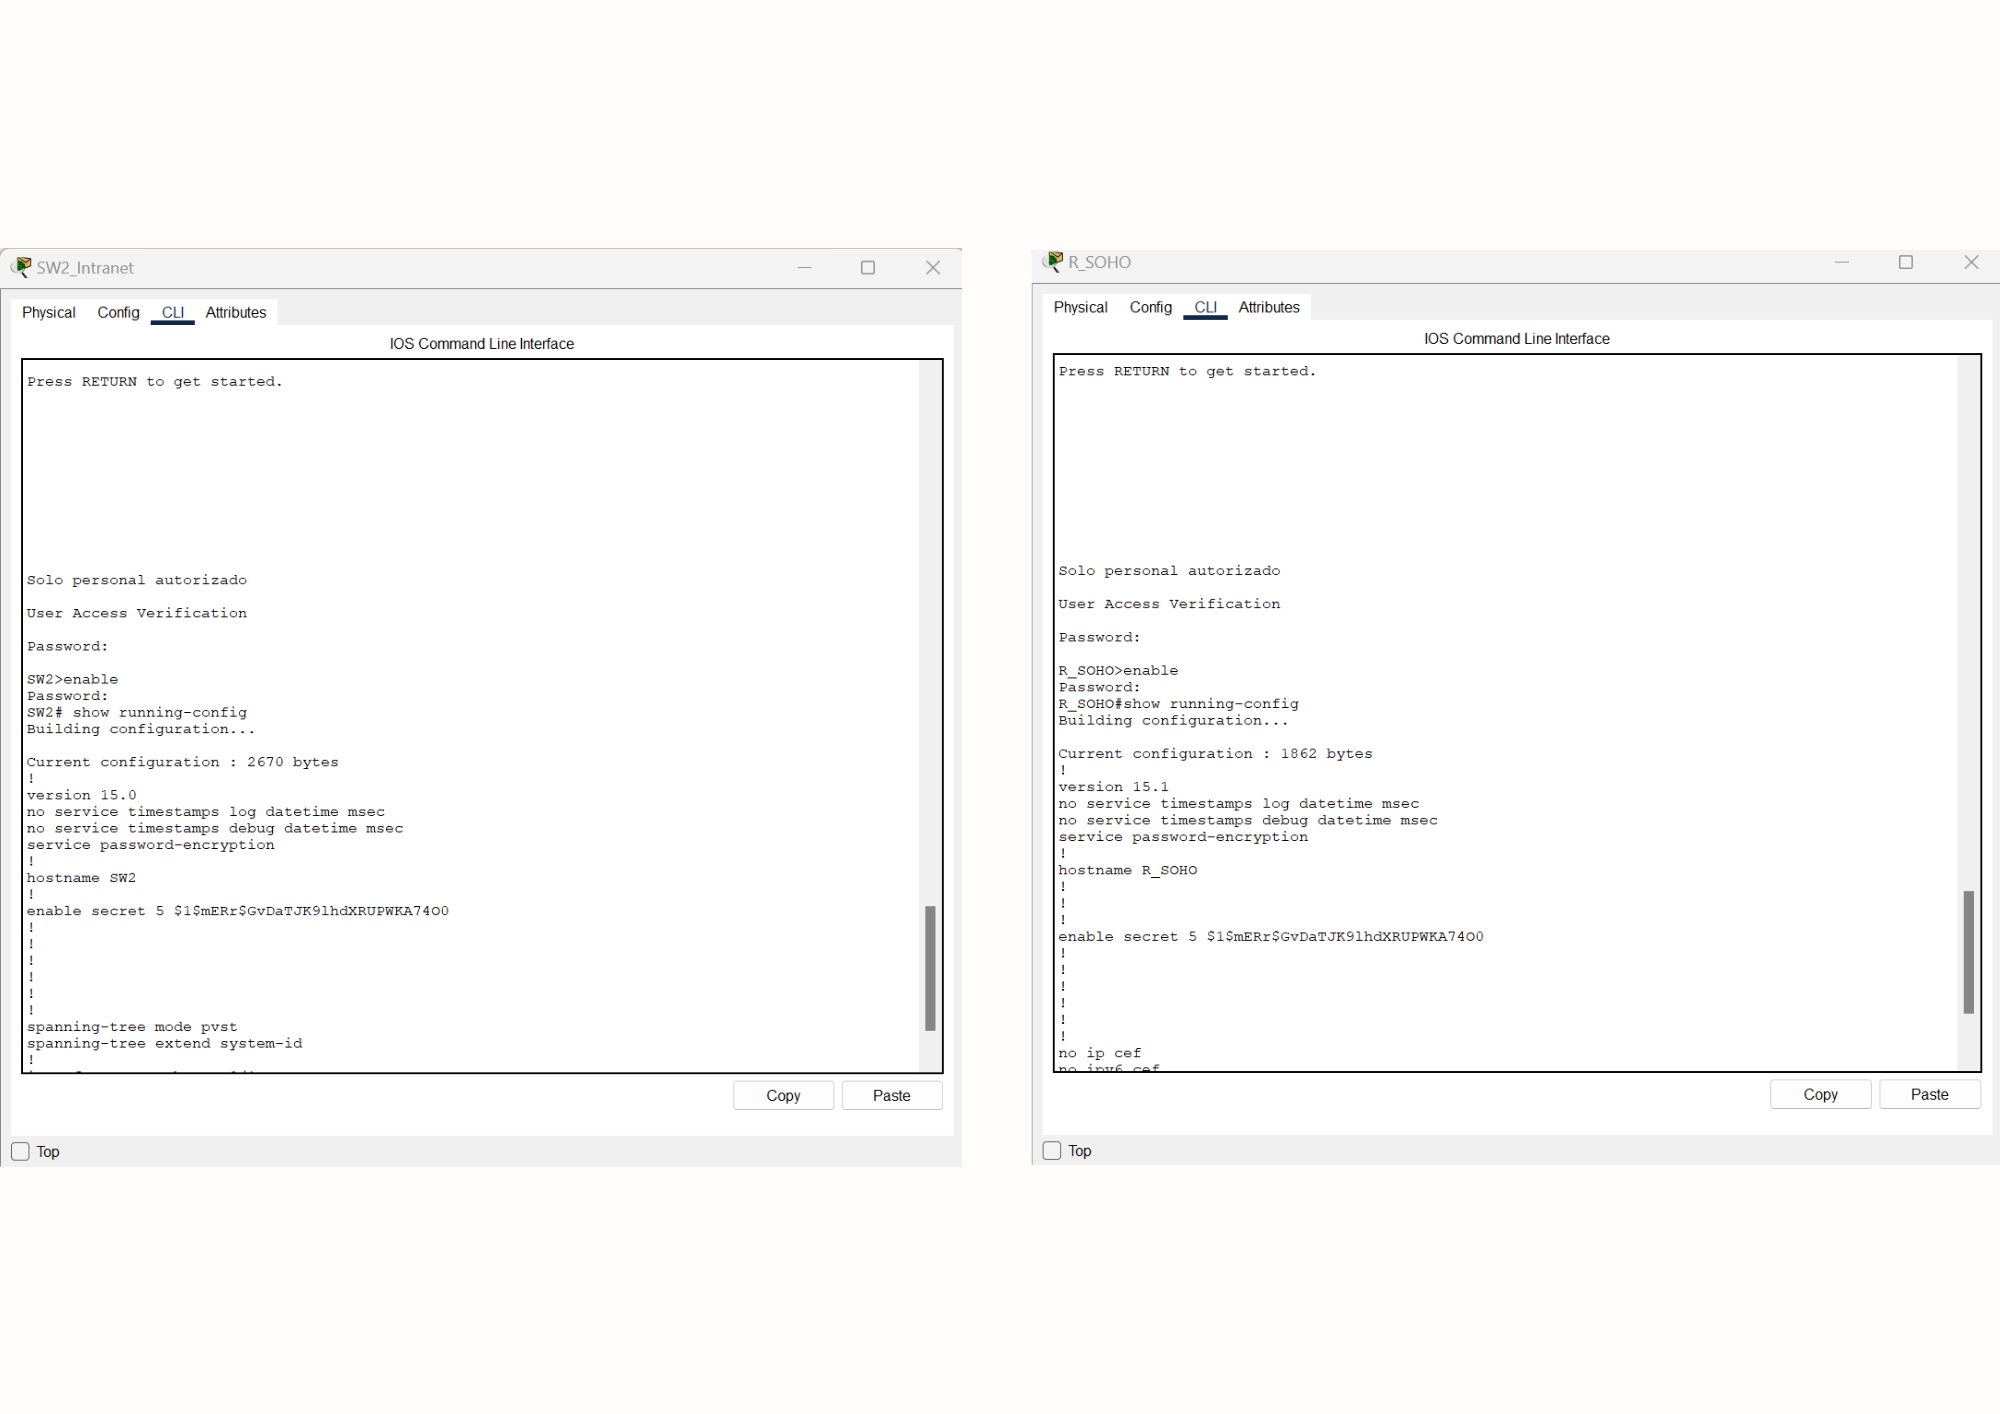 SW2_Intranet
Physical Config CLI Attributes
IOS Command Line Interface
Press RETURN to get started.
Solo personal autorizado
User Access Verification
Password:
SW2>enable
Password:
SW2# show running-config
Building configuration...
Current configuration : 2670 bytes
!
version 15.0
no service timestamps log datetime msec
no service timestamps debug datetime msec
service password-encryption
!
hostname SW2
!
enable secret 5 $1$mERr$GvDaTJK9lhdXRUPWKA74O0
!
!
!
!
!
!
spanning-tree mode pvst
spanning-tree extend system-id
!
Copy Paste
Top
R_SOHO
Physical Config CLI Attributes
IOS Command Line Interface
Press RETURN to get started.
Solo personal autorizado
User Access Verification
Password:
R_SOHO>enable
Password:
R_SOHO#show running-config
Building configuration...
Current configuration : 1862 bytes
!
version 15.1
no service timestamps log datetime msec
no service timestamps debug datetime msec
service password-encryption
!
hostname R_SOHO
!
!
!
enable secret 5 $1$mERr$GvDaTJK9lhdXRUPWKA74O0
!
!
!
!
!
!
no ip cef
no ipv6 cef
Copy Paste
Top